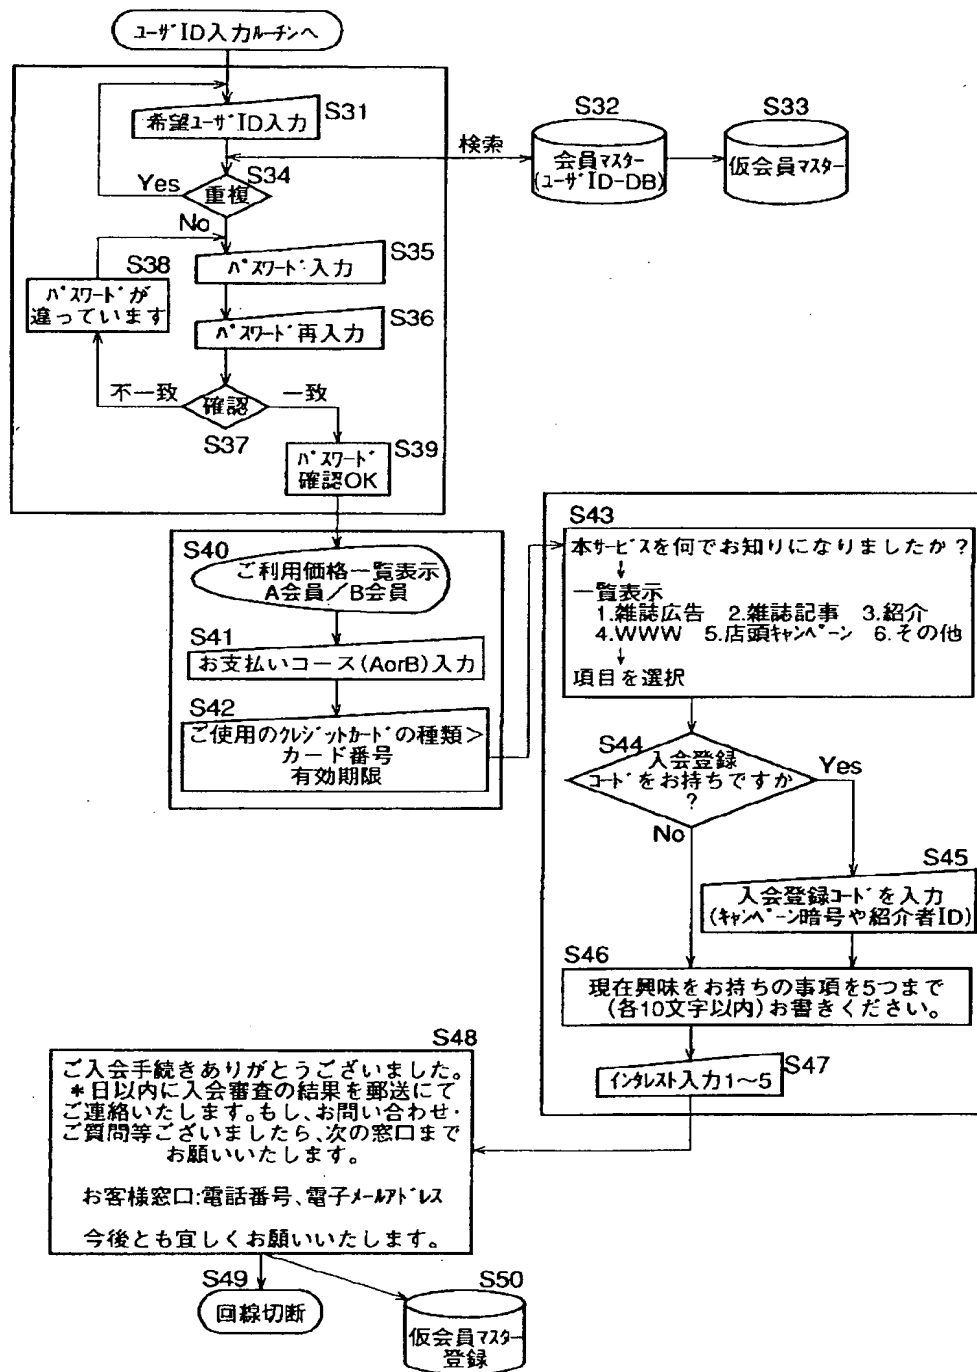 ﾕｰｻﾞID入力ﾙｰﾁﾝへ
S31
希望ﾕｰｻﾞID入力
検索
S32
会員ﾏｽﾀｰ
(ﾕｰｻﾞID-DB)
S33
仮会員ﾏｽﾀｰ
Yes
S34
重複
No
S35
ﾊﾟｽﾜｰﾄﾞ入力
S38
ﾊﾟｽﾜｰﾄﾞが
違っています
S36
ﾊﾟｽﾜｰﾄﾞ再入力
不一致
確認
一致
S37
S39
ﾊﾟｽﾜｰﾄﾞ
確認OK
S40
ご利用価格一覧表示
A会員／B会員
S41
お支払いコース(AorB)入力
S42
ご使用のｸﾚｼﾞｯﾄｶｰﾄﾞの種類＞
カード番号
有効期限
S43
本ｻｰﾋﾞｽを何でお知りになりましたか？
↓
一覧表示
1.雑誌広告 2.雑誌記事 3.紹介
4.WWW 5.店頭ｷｬﾝﾍﾟｰﾝ 6.その他
↓
項目を選択
S44
入会登録
ｺｰﾄﾞをお持ちですか
？
Yes
No
S45
入会登録ｺｰﾄﾞを入力
(ｷｬﾝﾍﾟｰﾝ暗号や紹介者ID)
S46
現在興味をお持ちの事項を5つまで
(各10文字以内)お書きください。
S47
ｲﾝﾀﾚｽﾄ入力1～5
S48
ご入会手続きありがとうございました。
＊日以内に入会審査の結果を郵送にて
ご連絡いたします。もし、お問い合わせ・
ご質問等ございましたら、次の窓口まで
お願いいたします。
お客様窓口:電話番号、電子ﾒｰﾙｱﾄﾞﾚｽ
今後とも宜しくお願いいたします。
S49
回線切断
S50
仮会員ﾏｽﾀｰ
登録